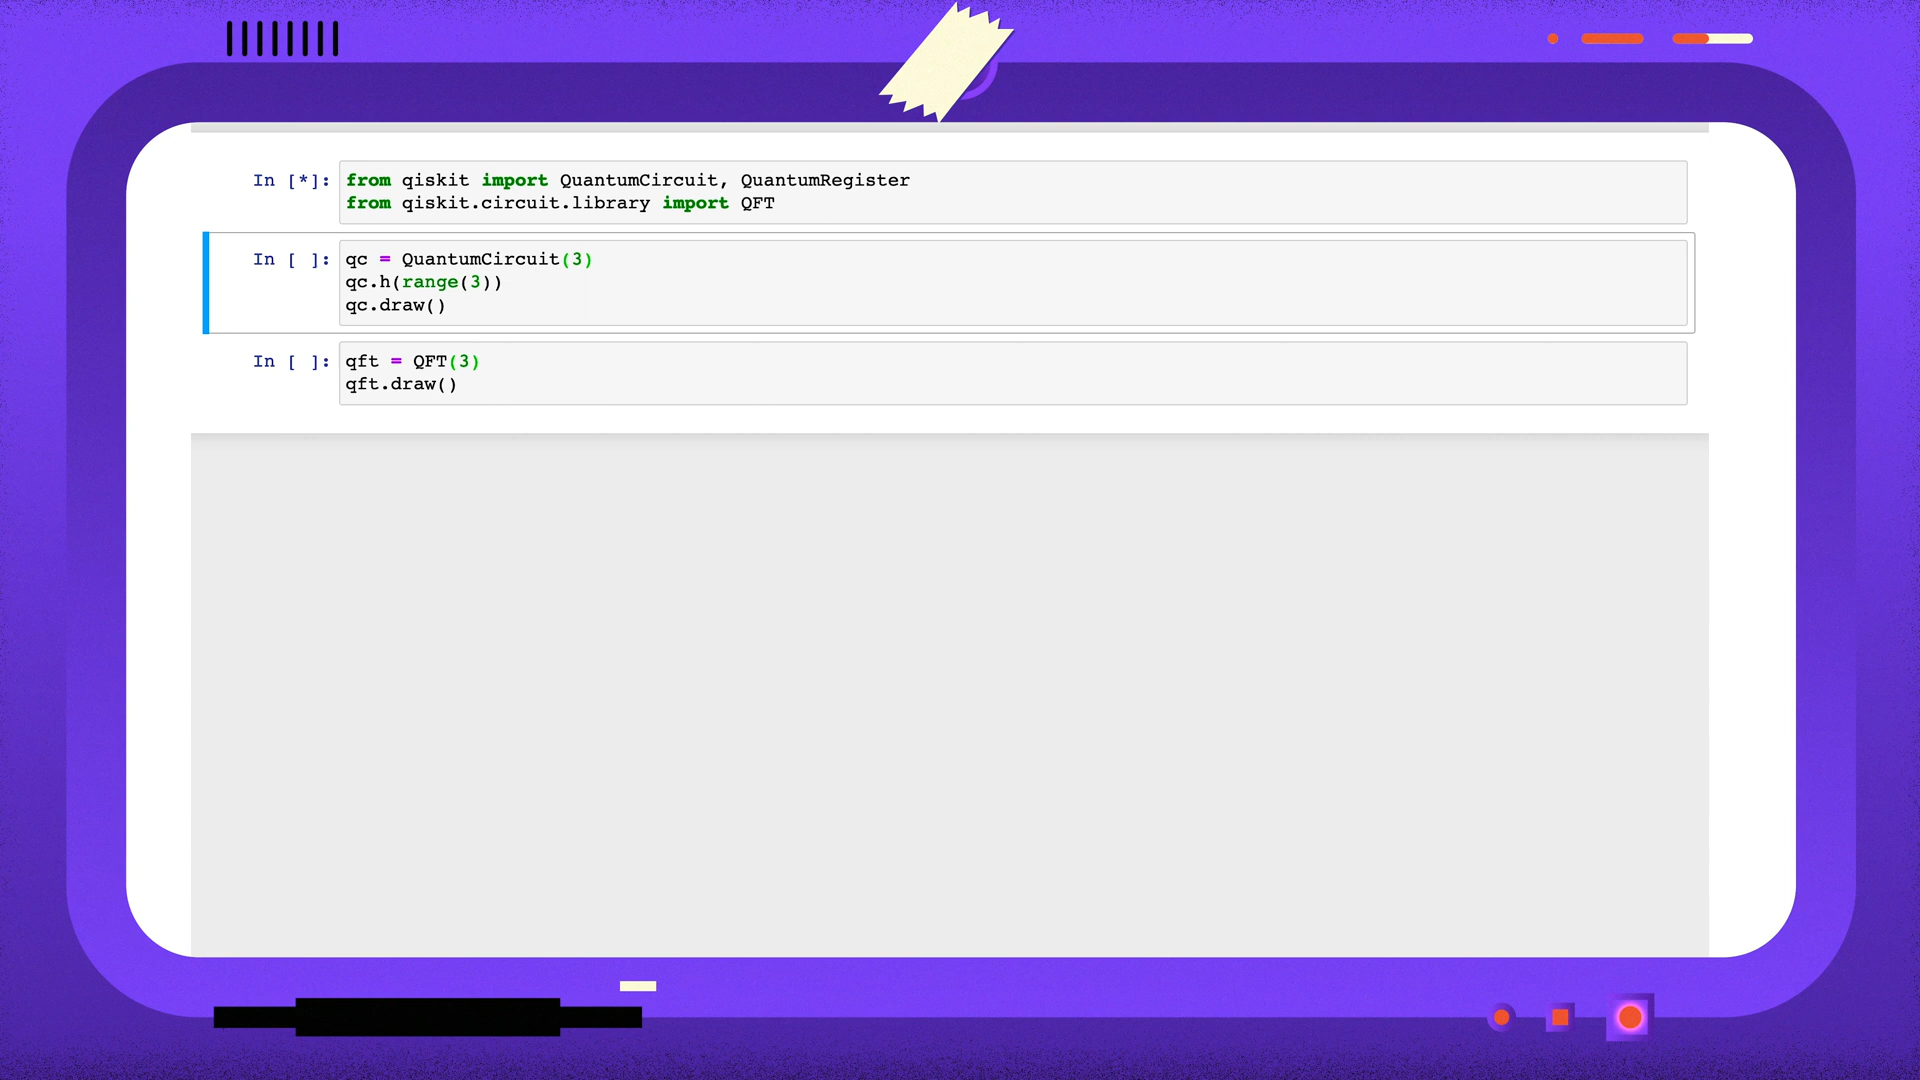 In [*]: from qiskit import QuantumCircuit, QuantumRegister
from qiskit.circuit.library import QFT
In [ ]: qc = QuantumCircuit(3)
qc.h(range(3))
qc.draw()
In [ ]: qft = QFT(3)
qft.draw()